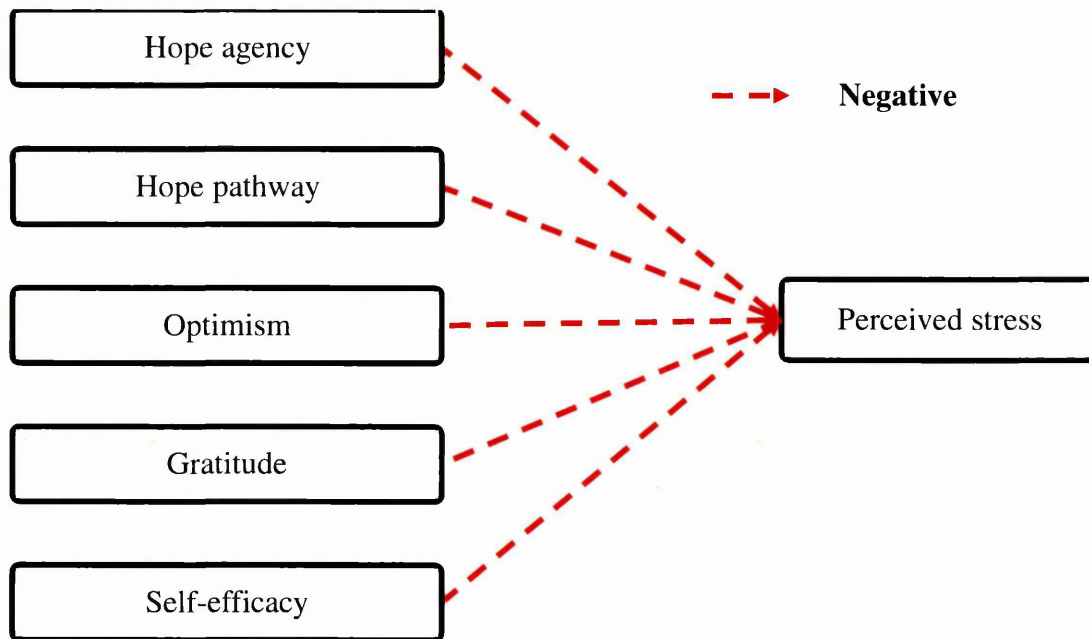 Hope agency
Negative
Hope pathway
Optimism
Perceived stress
Gratitude
Self-efficacy